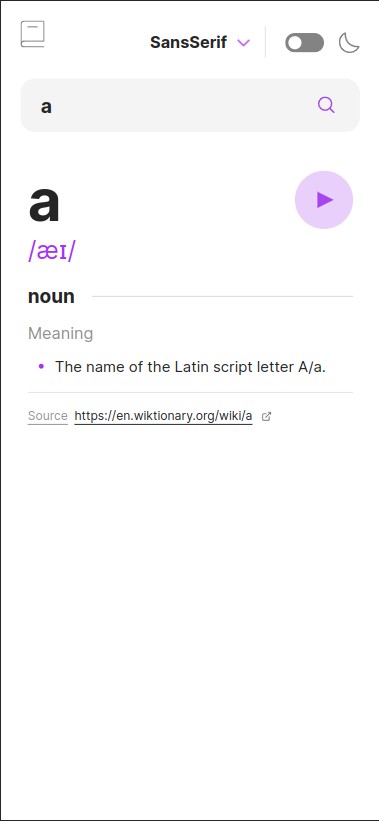 SansSerif
a
a
/æɪ/
noun
Meaning
The name of the Latin script letter A/a.
Source https://en.wiktionary.org/wiki/a